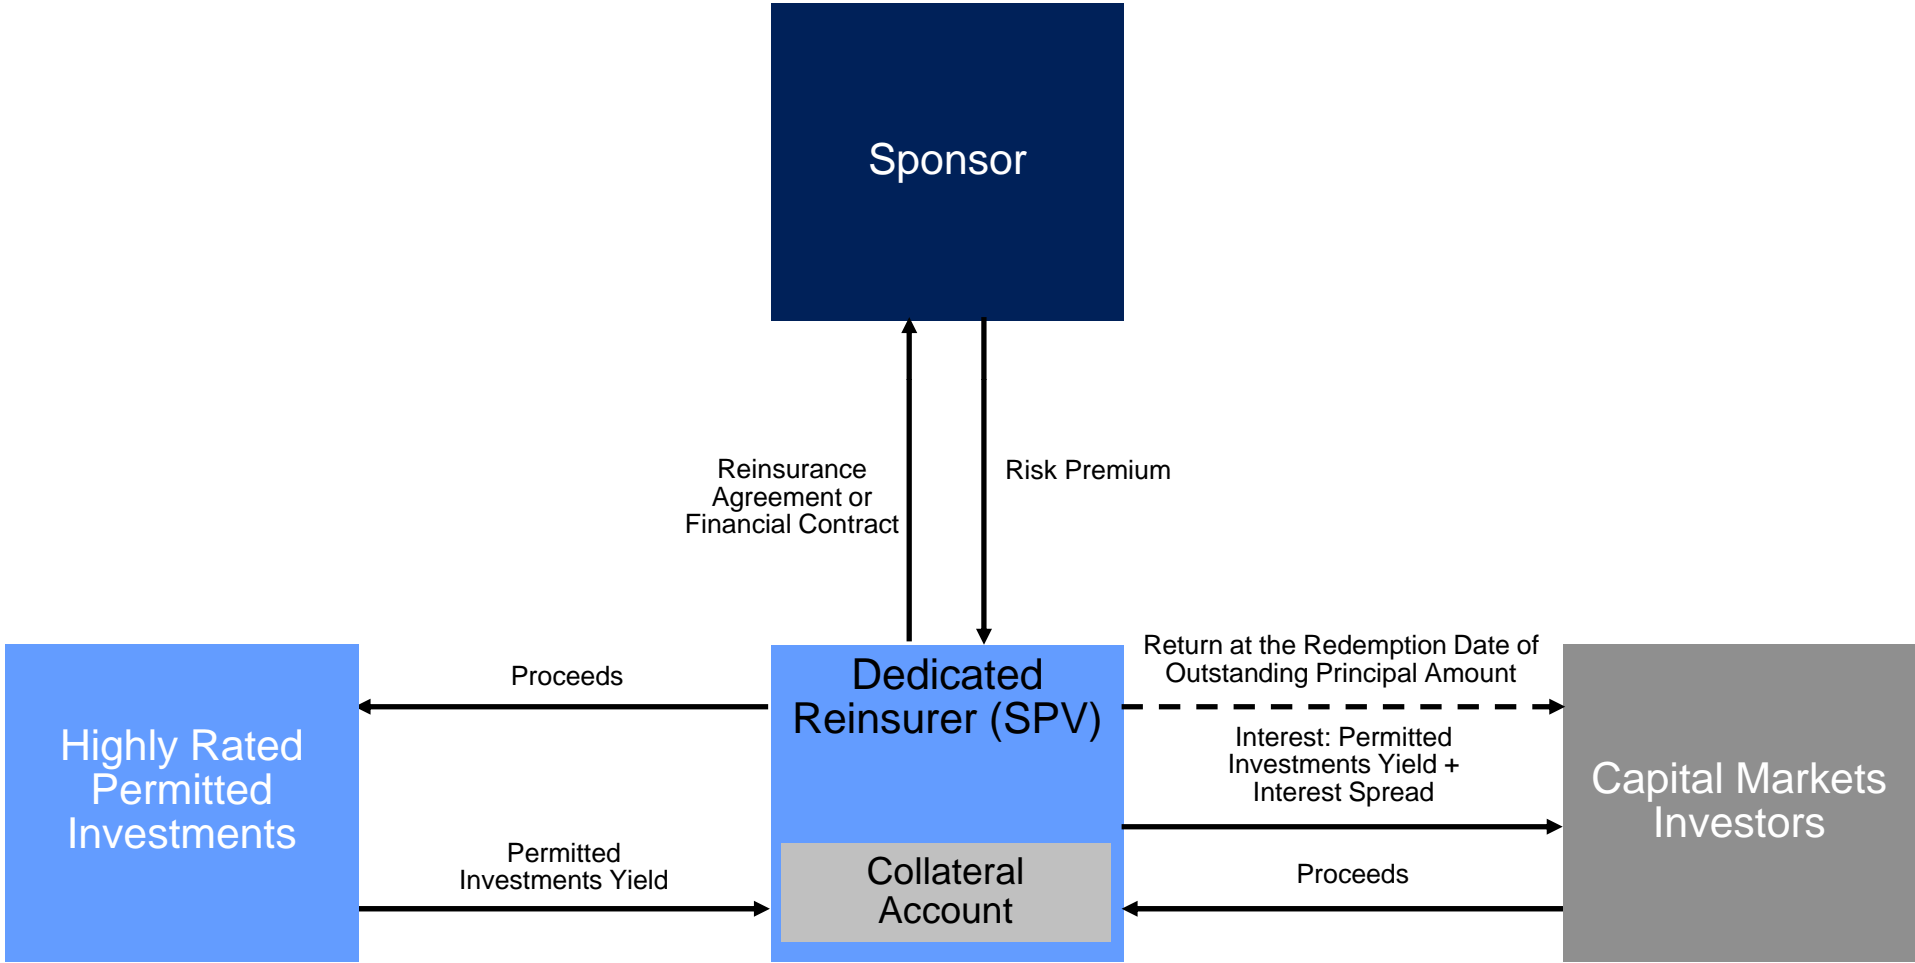 Sponsor
Reinsurance
Agreement or
Financial Contract
Risk Premium
Highly Rated
Permitted
Investments
Proceeds
Permitted
Investments Yield
Dedicated
Reinsurer (SPV)
Collateral
Account
Return at the Redemption Date of
Outstanding Principal Amount
Interest: Permitted
Investments Yield +
Interest Spread
Proceeds
Capital Markets
Investors